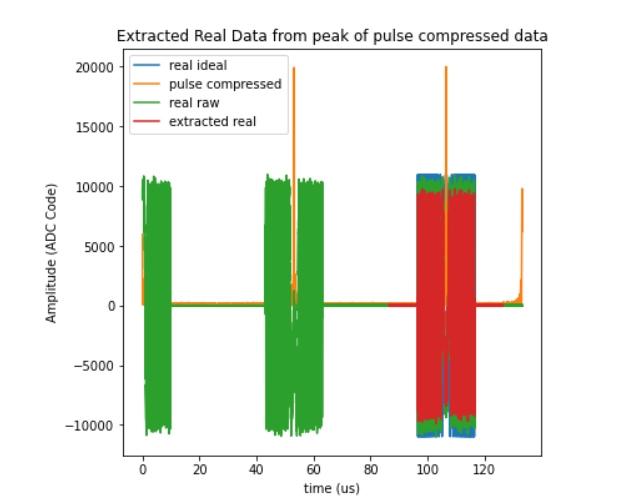 Extracted Real Data from peak of pulse compressed data
real ideal
pulse compressed
real raw
extracted real
20000
15000
10000
5000
0
−5000
−10000
Amplitude (ADC Code)
0 20 40 60 80 100 120
time (us)